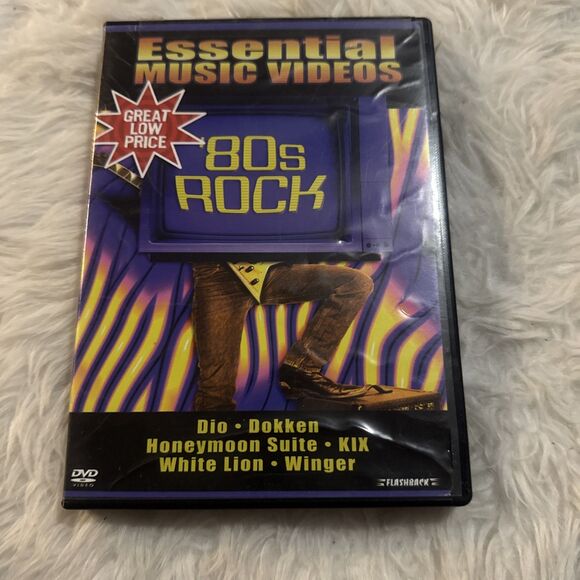 Essential
MUSIC VIDEOS
GREAT
LOW
PRICE
'80s
ROCK
Dio • Dokken
Honeymoon Suite • KIX
White Lion • Winger
DVD
VIDEO
FLASHBACK